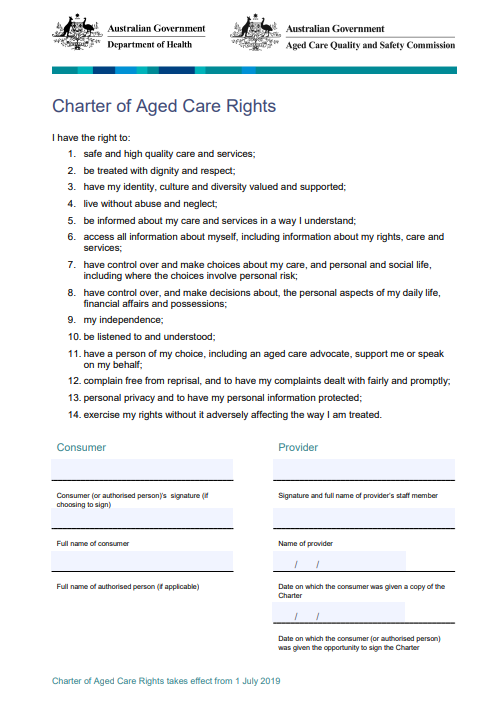 Australian Government
Department of Health
Australian Government
Aged Care Quality and Safety Commission
Charter of Aged Care Rights
I have the right to:
1. safe and high quality care and services;
2. be treated with dignity and respect;
3. have my identity, culture and diversity valued and supported;
4. live without abuse and neglect;
5. be informed about my care and services in a way I understand;
6. access all information about myself, including information about my rights, care and
services;
7. have control over and make choices about my care, and personal and social life,
including where the choices involve personal risk;
8. have control over, and make decisions about, the personal aspects of my daily life,
financial affairs and possessions;
9. my independence;
10. be listened to and understood;
11. have a person of my choice, including an aged care advocate, support me or speak
on my behalf;
12. complain free from reprisal, and to have my complaints dealt with fairly and promptly;
13. personal privacy and to have my personal information protected;
14. exercise my rights without it adversely affecting the way I am treated.
Consumer
Consumer (or authorised person)'s signature (if
choosing to sign)
Full name of consumer
Full name of authorised person (if applicable)
Provider
Signature and full name of provider's staff member
Name of provider
/ /
Date on which the consumer was given a copy of the
Charter
/ /
Date on which the consumer (or authorised person)
was given the opportunity to sign the Charter
Charter of Aged Care Rights takes effect from 1 July 2019